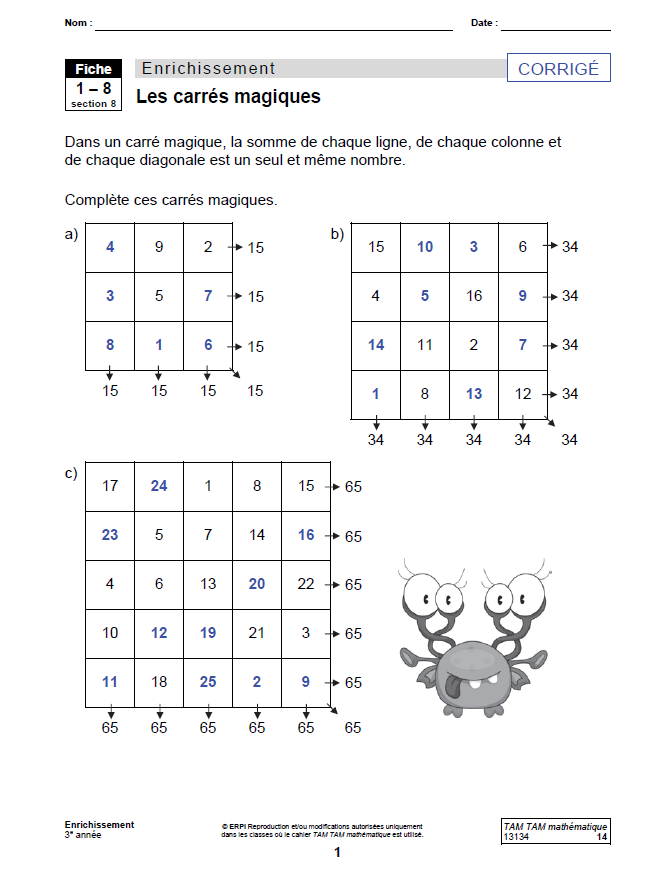 Nom : Date :
Fiche Enrichissement CORRIGÉ
1 – 8
section 8
Les carrés magiques
Dans un carré magique, la somme de chaque ligne, de chaque colonne et
de chaque diagonale est un seul et même nombre.
Complète ces carrés magiques.
a)
4 9 2 15
3 5 7 15
8 1 6 15
15 15 15 15
b)
15 10 3 6 34
4 5 16 9 34
14 11 2 7 34
1 8 13 12 34
34 34 34 34 34
c)
17 24 1 8 15 65
23 5 7 14 16 65
4 6 13 20 22 65
10 12 19 21 3 65
11 18 25 2 9 65
65 65 65 65 65 65
Enrichissement
3e année
© ERPI Reproduction et/ou modifications autorisées uniquement
dans les classes où le cahier TAM TAM mathématique est utilisé.
TAM TAM mathématique
13134 14
1